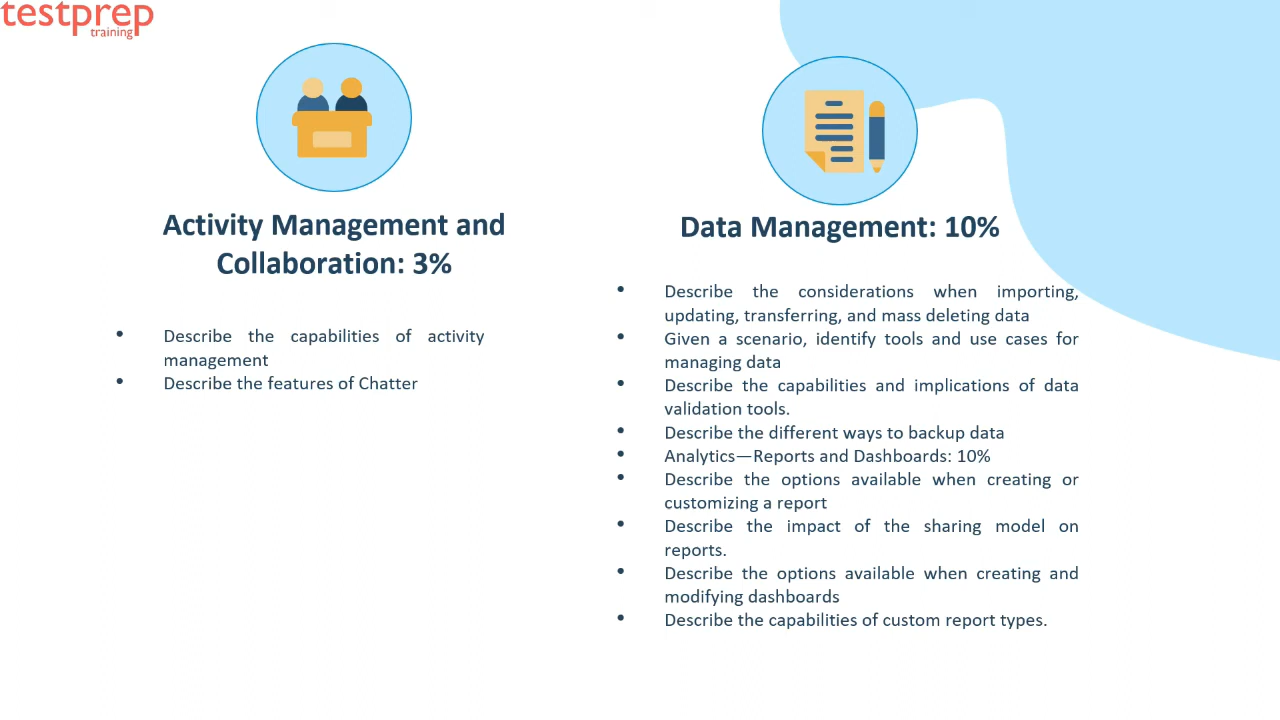 testprep
training
Activity Management and
Collaboration: 3%
• Describe the capabilities of activity
management
• Describe the features of Chatter
Data Management: 10%
• Describe the considerations when importing,
updating, transferring, and mass deleting data
• Given a scenario, identify tools and use cases for
managing data
• Describe the capabilities and implications of data
validation tools.
• Describe the different ways to backup data
• Analytics—Reports and Dashboards: 10%
• Describe the options available when creating or
customizing a report
• Describe the impact of the sharing model on
reports.
• Describe the options available when creating and
modifying dashboards
• Describe the capabilities of custom report types.